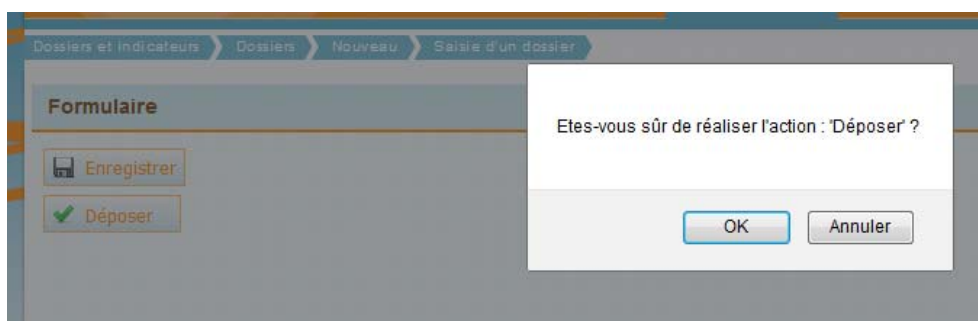 Dossiers et indicateurs Dossiers Nouveau Saisie d'un dossier
Formulaire
Etes-vous sûr de réaliser l'action : 'Déposer' ?
Enregistrer
Déposer
OK Annuler